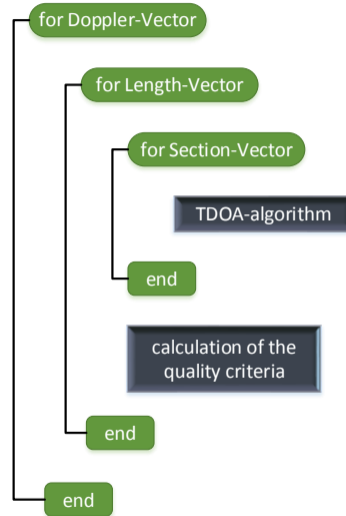 for Doppler-Vector
for Length-Vector
for Section-Vector
TDOA-algorithm
end
calculation of the
quality criteria
end
end